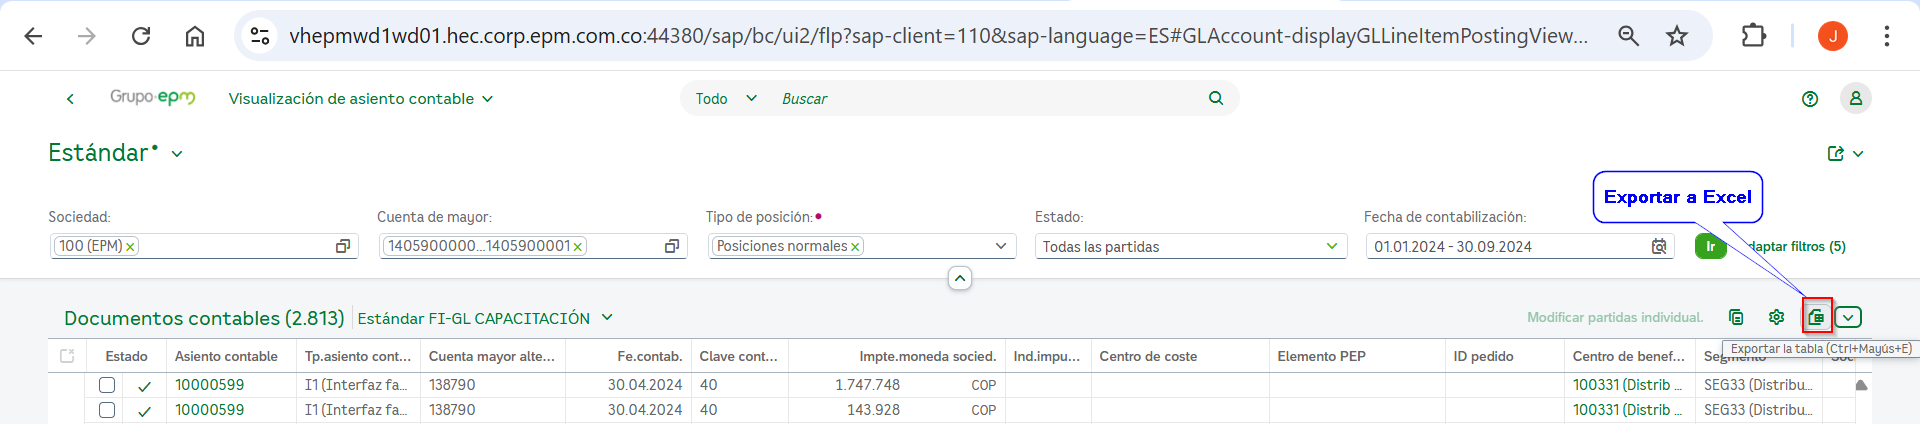 vhepmwd1wd01.hec.corp.epm.com.co:44380/sap/bc/ui2/flp?sap-client=110&sap-language=ES#GLAccount-displayGLLineItemPostingView...
J
Grupo·epm
Visualización de asiento contable
Todo
Buscar
Estándar*
Exportar a Excel
Sociedad:
Cuenta de mayor:
Tipo de posición:
Estado:
Fecha de contabilización:
100 (EPM)
1405900000...1405900001
Posiciones normales
Todas las partidas
01.01.2024 - 30.09.2024
Ir
daptar filtros (5)
Documentos contables (2.813)
Estándar FI-GL CAPACITACIÓN
Modificar partidas individual.
Exportar la tabla (Ctrl+Mayús+E)
Estado Asiento contable Tp.asiento cont... Cuenta mayor alte... Fe.contab. Clave cont... Impte.moneda socied. Ind.impu... Centro de coste Elemento PEP ID pedido Centro de benef... Segmento
10000599 I1 (Interfaz fa... 138790 30.04.2024 40 1.747.748 COP 100331 (Distrib ... SEG33 (Distribu...
10000599 I1 (Interfaz fa... 138790 30.04.2024 40 143.928 COP 100331 (Distrib ... SEG33 (Distribu...